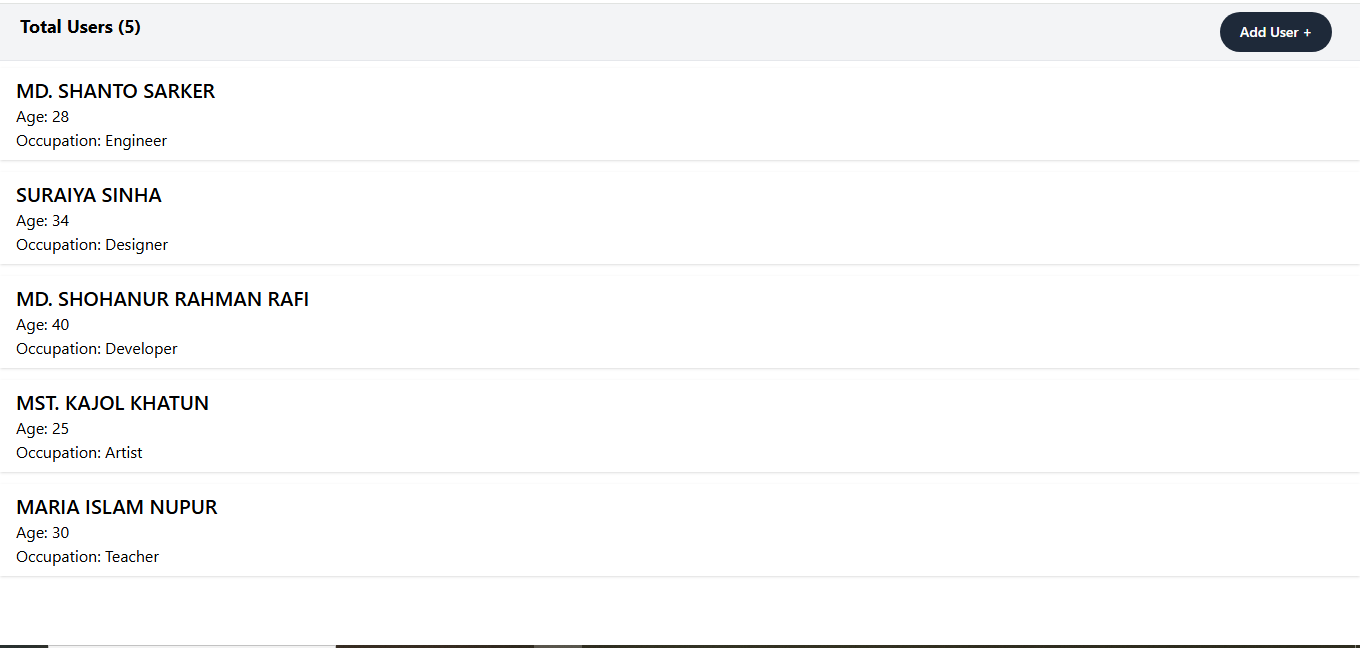 Total Users (5)
Add User +
MD. SHANTO SARKER
Age: 28
Occupation: Engineer
SURAIYA SINHA
Age: 34
Occupation: Designer
MD. SHOHANUR RAHMAN RAFI
Age: 40
Occupation: Developer
MST. KAJOL KHATUN
Age: 25
Occupation: Artist
MARIA ISLAM NUPUR
Age: 30
Occupation: Teacher